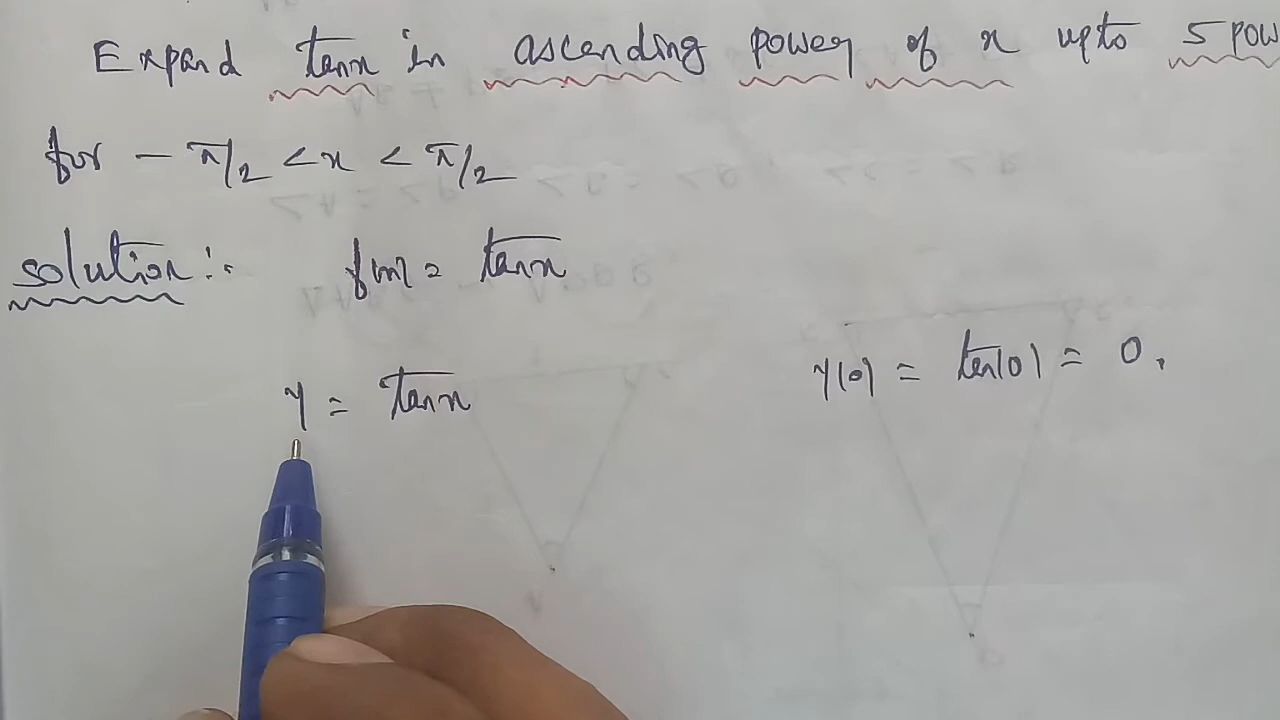 Expand tanx in ascending power of x upto 5 pow
for - π/2 < x < π/2
solution :- f(x) = tanx
y = tanx y(0) = tan(0) = 0.